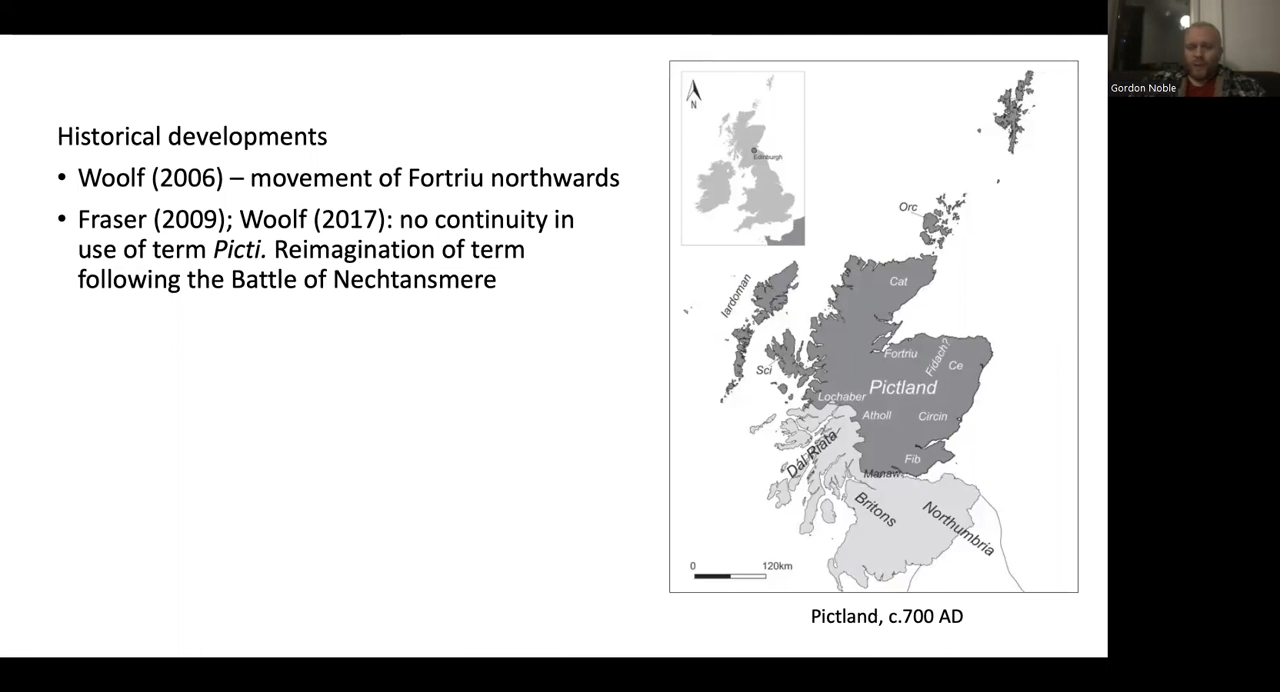 Historical developments
• Woolf (2006) – movement of Fortriu northwards
• Fraser (2009); Woolf (2017): no continuity in
use of term Picti. Reimagination of term
following the Battle of Nechtansmere
N
Edinburgh
Orc
Iardoman
Cat
Sci
Fortriu
Fidach?
Ce
Pictland
Lochaber
Atholl
Circin
Dál Riata
Fib
Manaw
Britons
Northumbria
0 120km
Pictland, c.700 AD
Gordon Noble